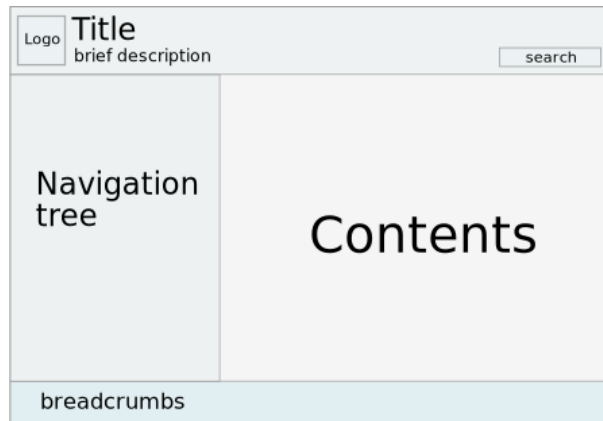 Logo
Title
brief description
search
Navigation
tree
Contents
breadcrumbs